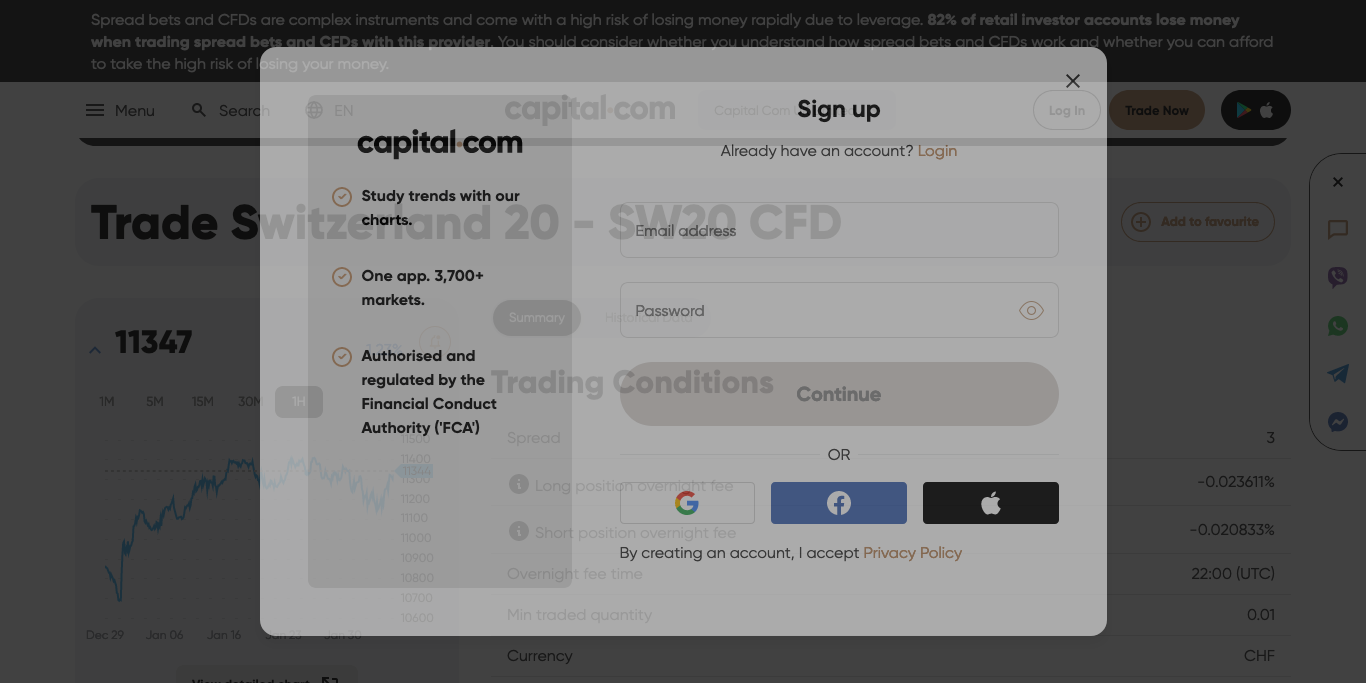 Spread bets and CFDs are complex instruments and come with a high risk of losing money rapidly due to leverage. 82% of retail investor accounts lose money
when trading spread bets and CFDs with this provider. You should consider whether you understand how spread bets and CFDs work and whether you can afford
to take the high risk of losing your money.
Menu
Search
EN
capital.com
Capital Com
Log In
Trade Now
Sign up
Already have an account? Login
capital.com
Study trends with our
charts.
One app. 3,700+
markets.
Authorised and
regulated by the
Financial Conduct
Authority ('FCA')
Email address
Password
Continue
OR
By creating an account, I accept Privacy Policy
Trade Switzerland 20 - SW20 CFD
Add to favourite
11347
1M
5M
15M
30M
1H
11500
11400
11344
11300
11200
11100
11000
10900
10800
10700
10600
Dec 29
Jan 06
Jan 16
Jan 23
Jan 30
View detailed chart
Summary
Trading Conditions
Spread
3
Long position overnight fee
-0.023611%
Short position overnight fee
-0.020833%
Overnight fee time
22:00 (UTC)
Min traded quantity
0.01
Currency
CHF